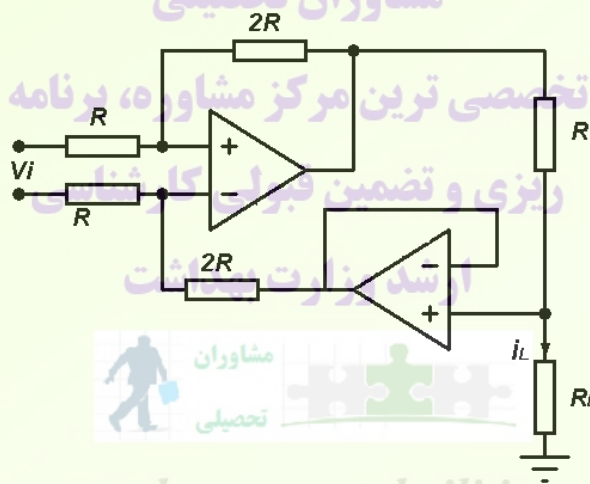 مشاوران تحصیلی
2R
تخصصی ترین مرکز مشاوره، برنامه
R
R
+
Vi
ریزی و تضمین قبولی کارشناسی
−
R
2R
ارشد وزارت بهداشت
−
+
مشاوران
iL
تحصیلی